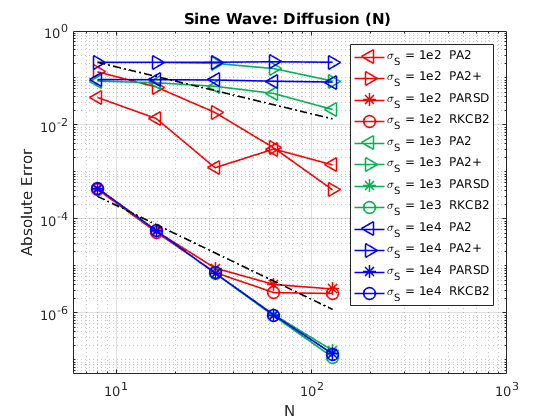 Sine Wave: Diffusion (N)
10^0
10^-2
10^-4
10^-6
Absolute Error
10^1
10^2
10^3
N
σ_S = 1e2 PA2
σ_S = 1e2 PA2+
σ_S = 1e2 PARSD
σ_S = 1e2 RKCB2
σ_S = 1e3 PA2
σ_S = 1e3 PA2+
σ_S = 1e3 PARSD
σ_S = 1e3 RKCB2
σ_S = 1e4 PA2
σ_S = 1e4 PA2+
σ_S = 1e4 PARSD
σ_S = 1e4 RKCB2